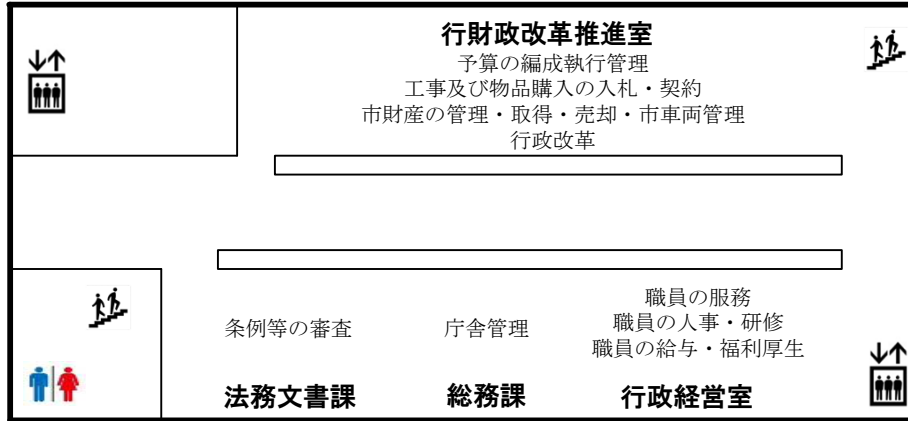 行財政改革推進室
予算の編成執行管理
工事及び物品購入の入札・契約
市財産の管理・取得・売却・市車両管理
行政改革
条例等の審査
法務文書課
庁舎管理
総務課
職員の服務
職員の人事・研修
職員の給与・福利厚生
行政経営室